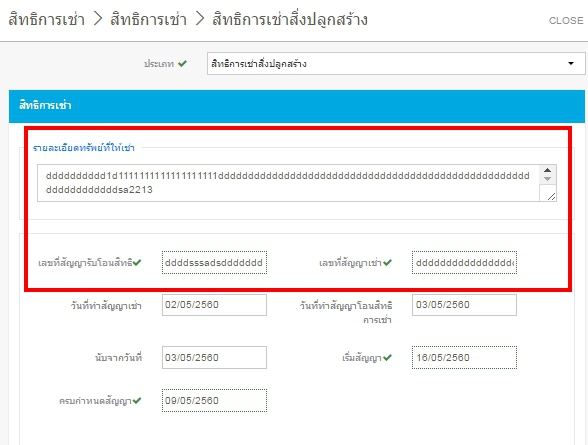 สิทธิการเช่า > สิทธิการเช่า > สิทธิการเช่าสิ่งปลูกสร้าง CLOSE
ประเภท สิทธิการเช่าสิ่งปลูกสร้าง
สิทธิการเช่า
รายละเอียดทรัพย์ที่ให้เช่า
เลขที่สัญญารับโอนสิทธิ ddddsssadsddddddd เลขที่สัญญาเช่า
วันที่ทำสัญญาเช่า 02/05/2560 วันที่ทำสัญญาโอนสิทธิ 03/05/2560
การเช่า
นับจากวันที่ 03/05/2560 เริ่มสัญญา 16/05/2560
ครบกำหนดสัญญา 09/05/2560